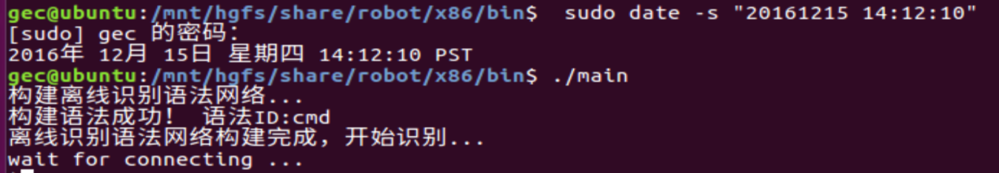 gec@ubuntu:/mnt/hgfs/share/robot/x86/bin$  sudo date -s "20161215 14:12:10"
[sudo] gec 的密码：
2016年 12月 15日 星期四 14:12:10 PST
gec@ubuntu:/mnt/hgfs/share/robot/x86/bin$ ./main
构建离线识别语法网络...
构建语法成功！ 语法ID:cmd
离线识别语法网络构建完成，开始识别...
wait for connecting ...